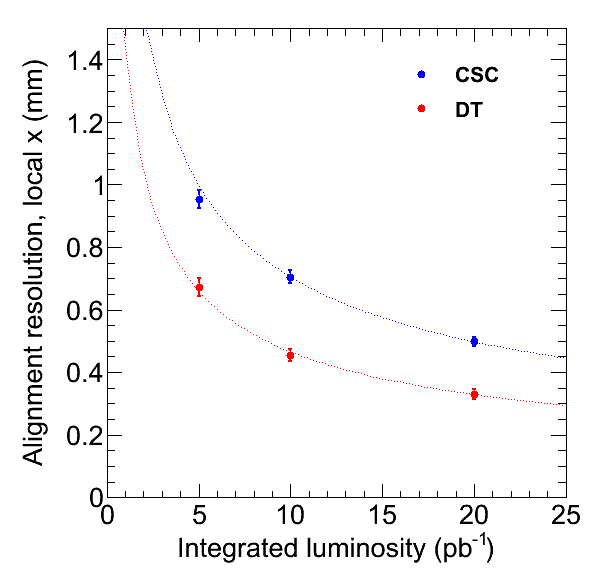 Alignment resolution, local x (mm)
1.4
1.2
1
0.8
0.6
0.4
0.2
0
CSC
DT
0 5 10 15 20 25
Integrated luminosity (pb⁻¹)